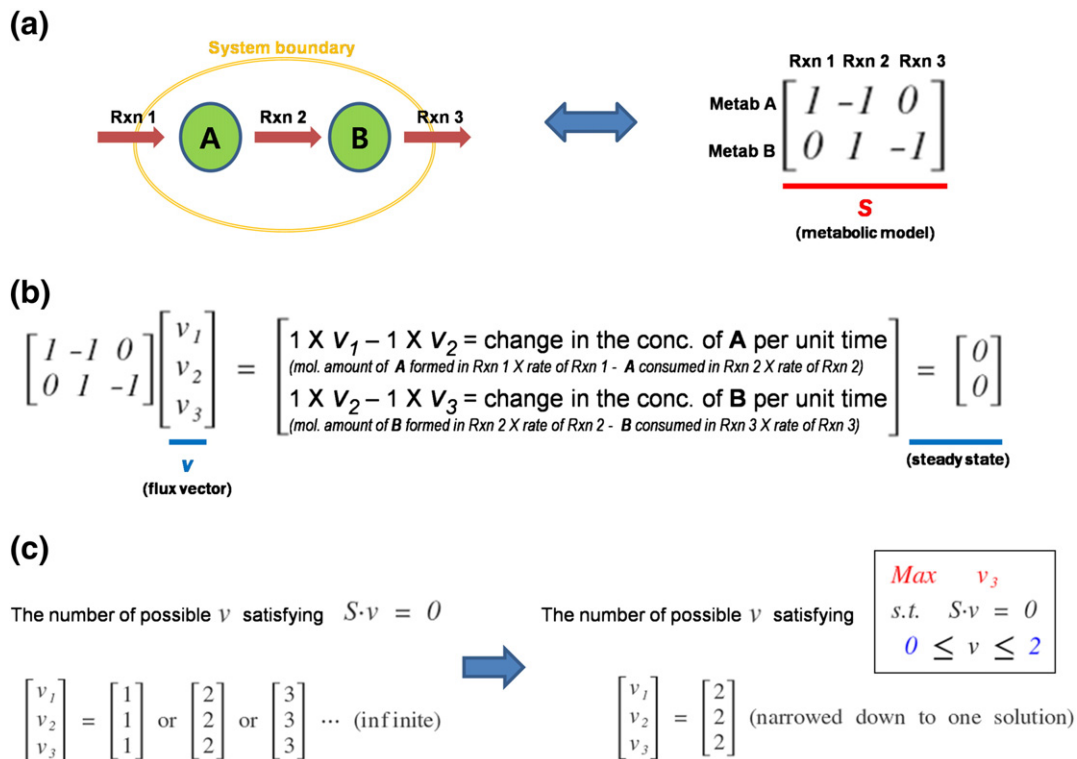 (a)
System boundary
Rxn 1 Rxn 2 Rxn 3
A B
Rxn 1 Rxn 2 Rxn 3
Metab A 1 -1 0
Metab B 0 1 -1
S
(metabolic model)
(b)
1 -1 0
0 1 -1
v1
v2
v3
=
1 X V1 – 1 X V2 = change in the conc. of A per unit time
(mol. amount of A formed in Rxn 1 X rate of Rxn 1 - A consumed in Rxn 2 X rate of Rxn 2)
1 X V2 – 1 X V3 = change in the conc. of B per unit time
(mol. amount of B formed in Rxn 2 X rate of Rxn 2 - B consumed in Rxn 3 X rate of Rxn 3)
=
0
0
v
(flux vector)
(steady state)
(c)
The number of possible v satisfying S·v = 0
v1 1 2 3
v2 = 1 or 2 or 3 ··· (infinite)
v3 1 2 3
The number of possible v satisfying
Max v3
s.t. S·v = 0
0 ≤ v ≤ 2
v1 2
v2 = 2 (narrowed down to one solution)
v3 2